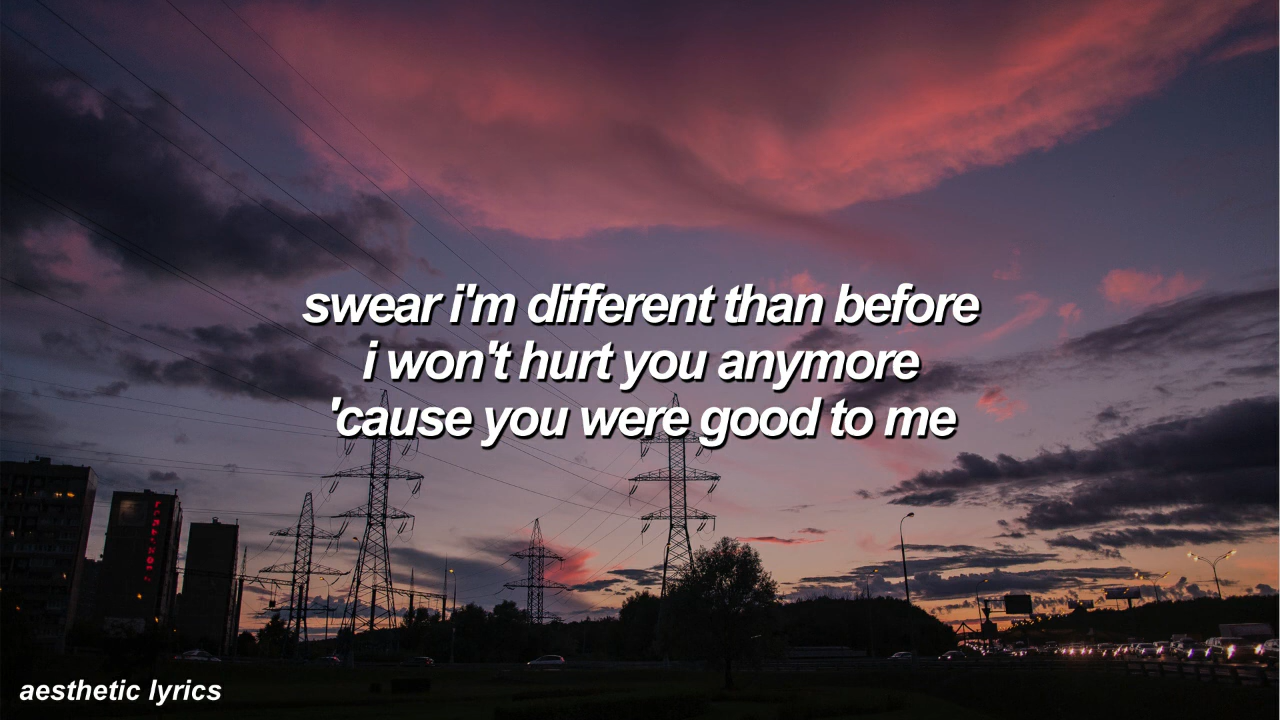 swear i'm different than before
i won't hurt you anymore
'cause you were good to me
aesthetic lyrics